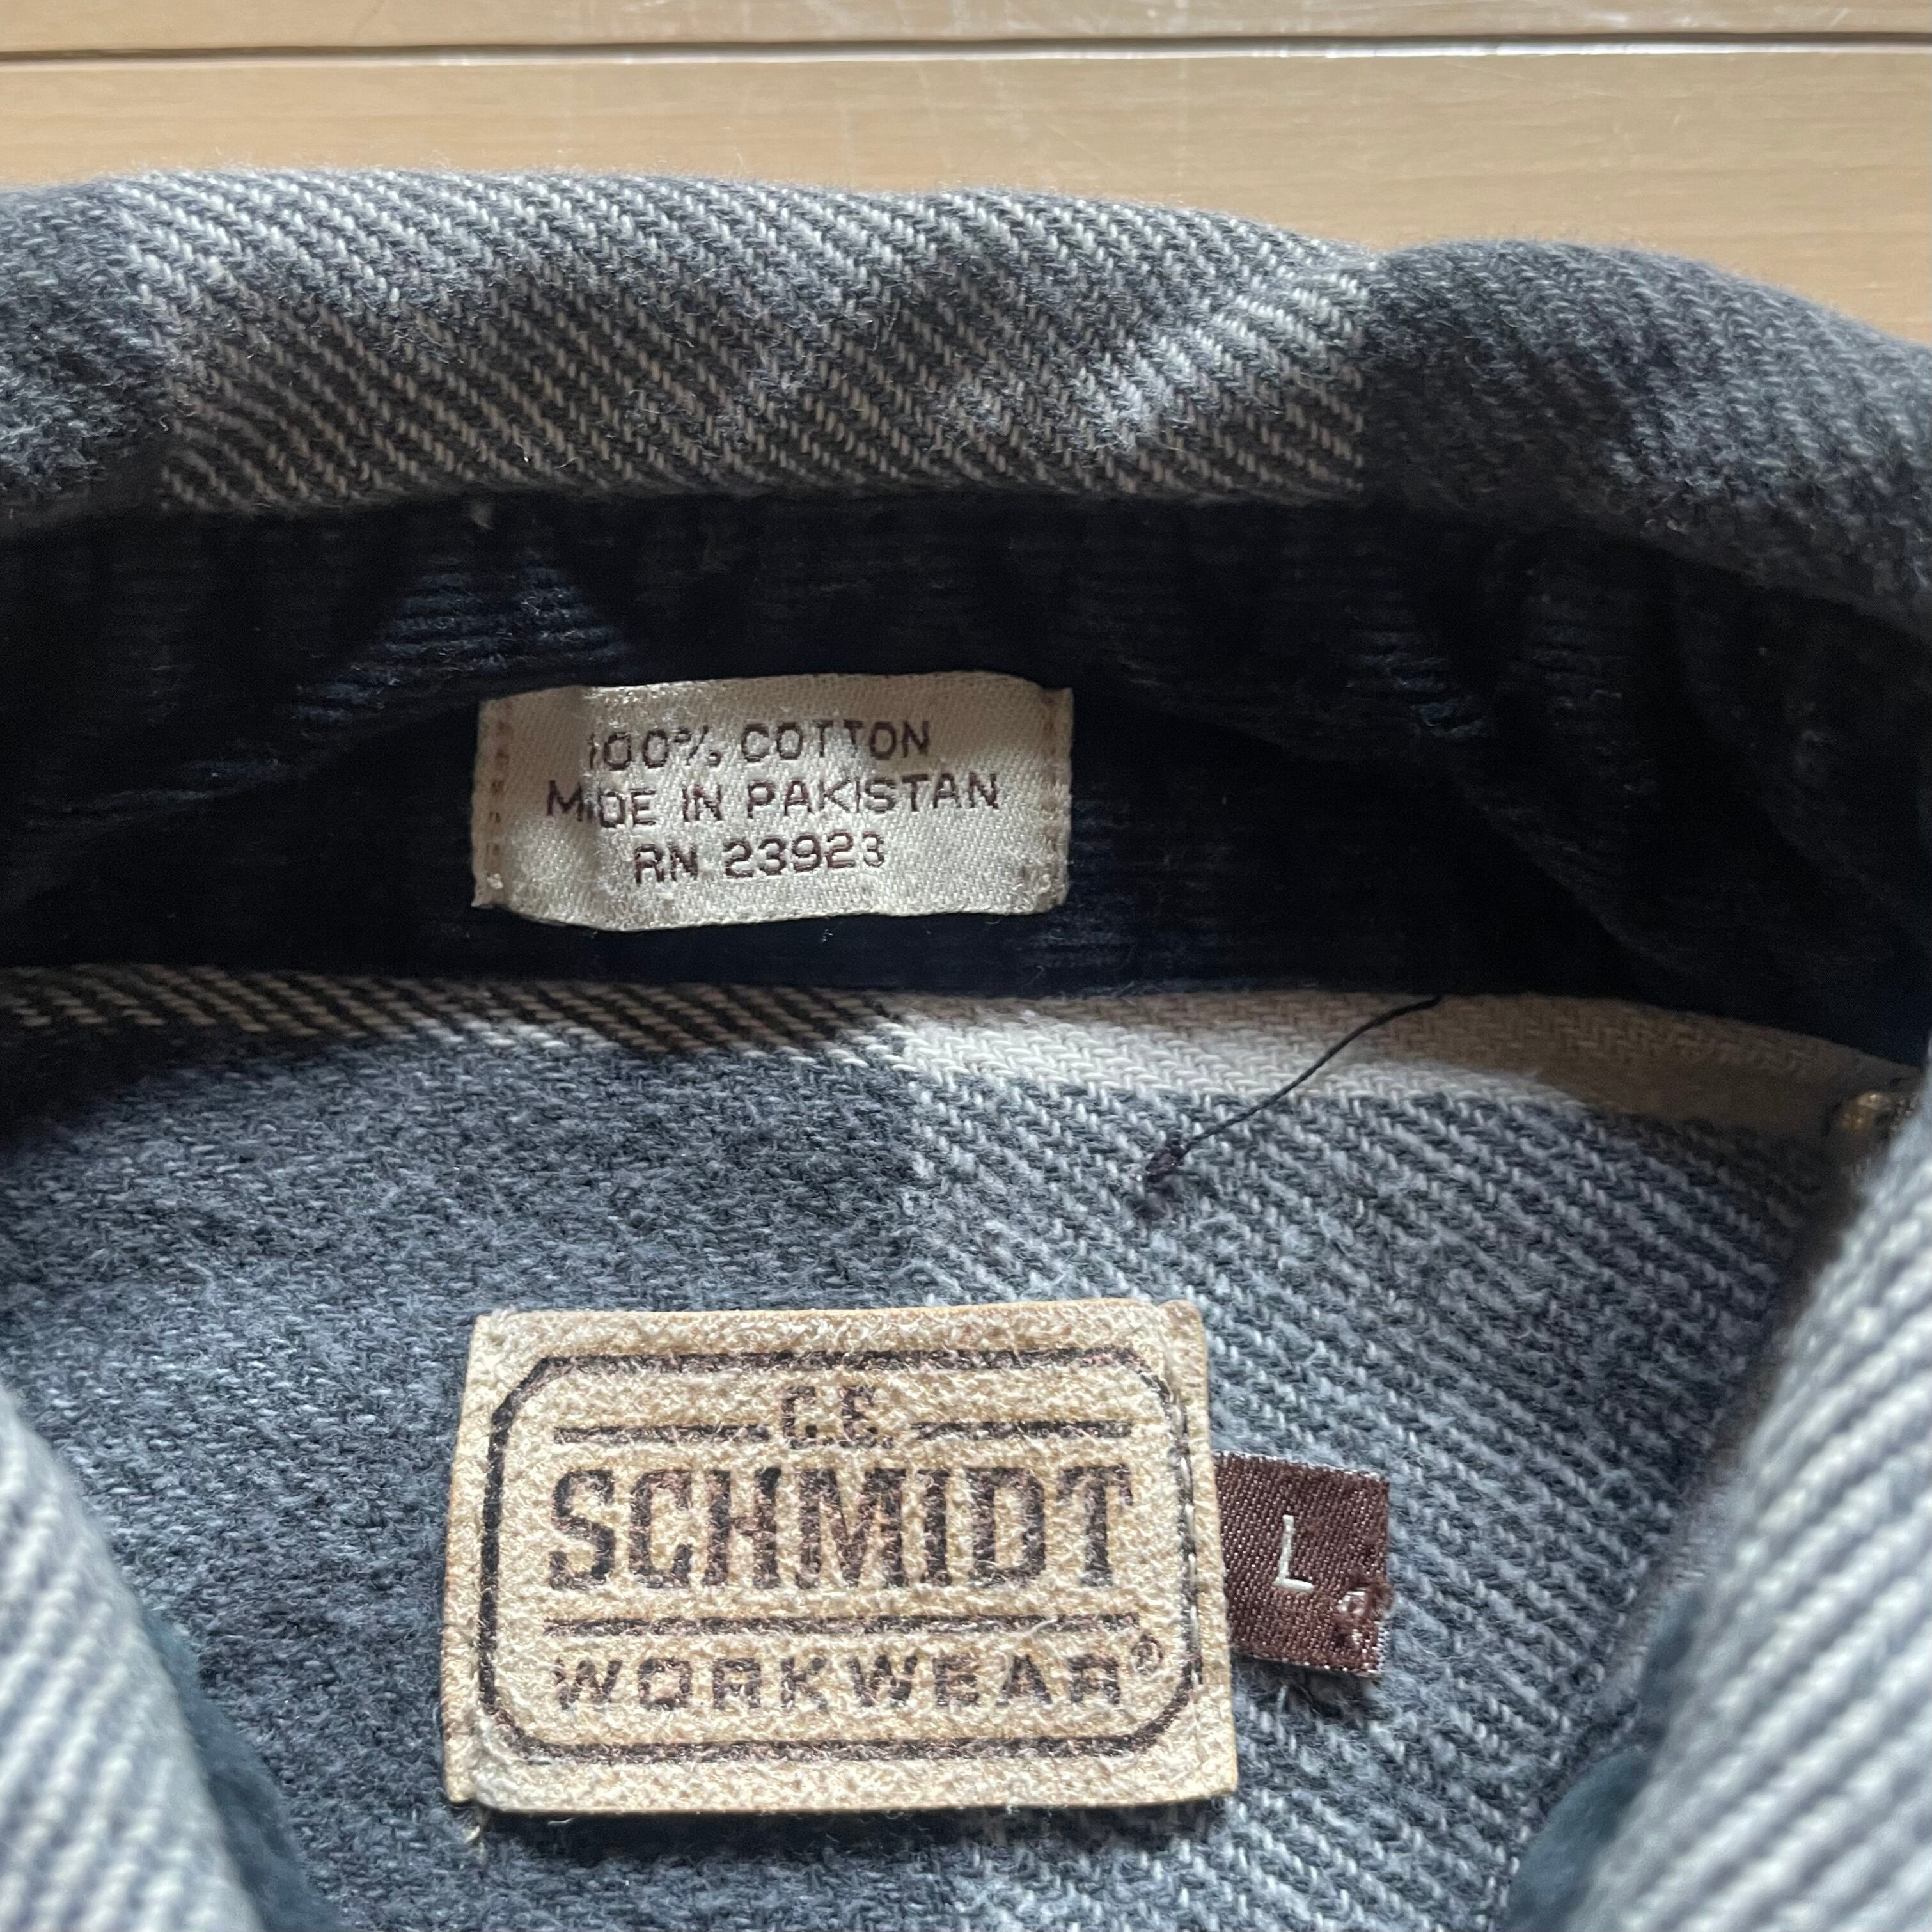 100% COTTON
MADE IN PAKISTAN
RN 23923
C.E.
SCHMIDT
WORKWEAR®
L